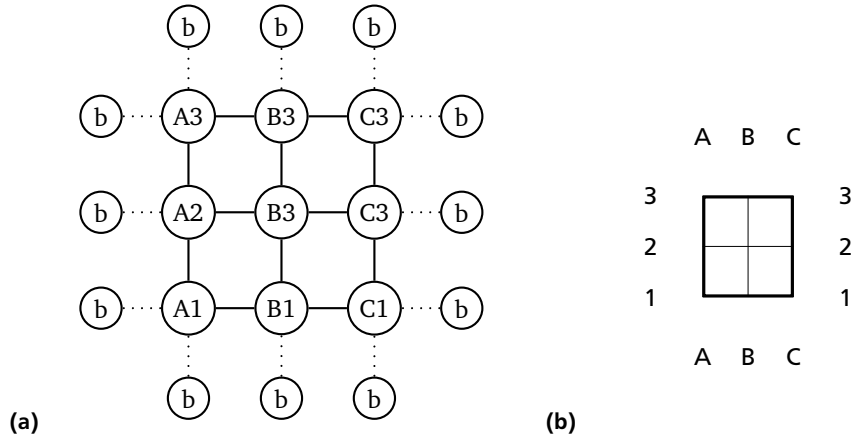 b b b
b A3 B3 C3 b
b A2 B3 C3 b
b A1 B1 C1 b
b b b
(a)
A B C
3 3
2 2
1 1
A B C
(b)